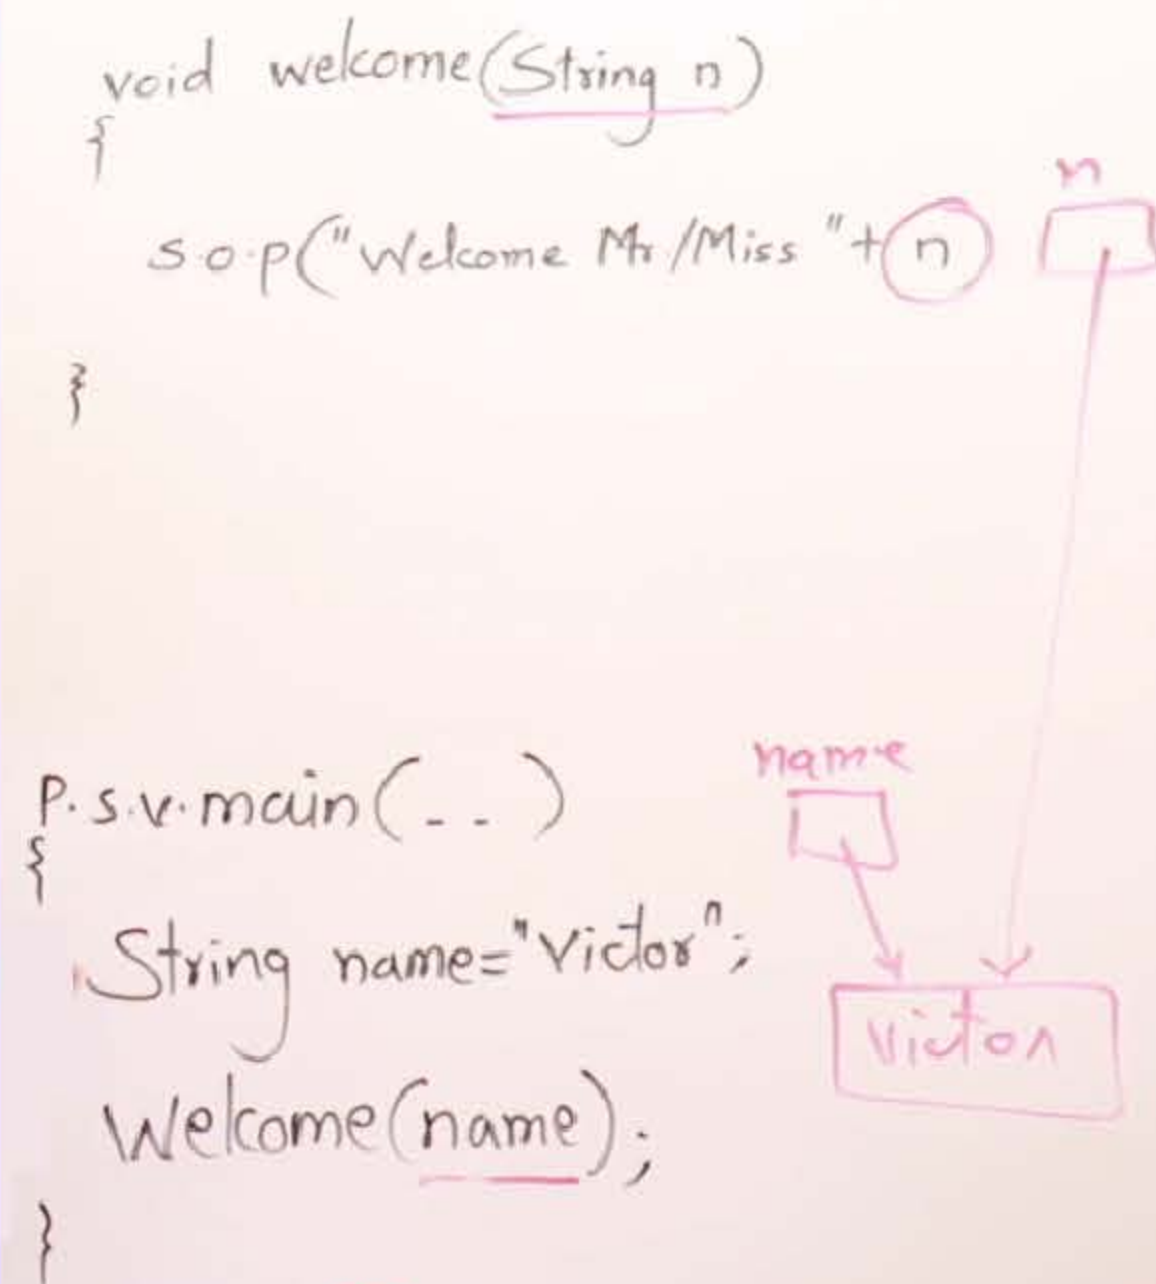 void welcome(String n)
{
s.o.p("Welcome Mr/Miss "+n
n
}
p.s.v.main(..)
{
name
String name="Victor";
Victor
Welcome(name);
}